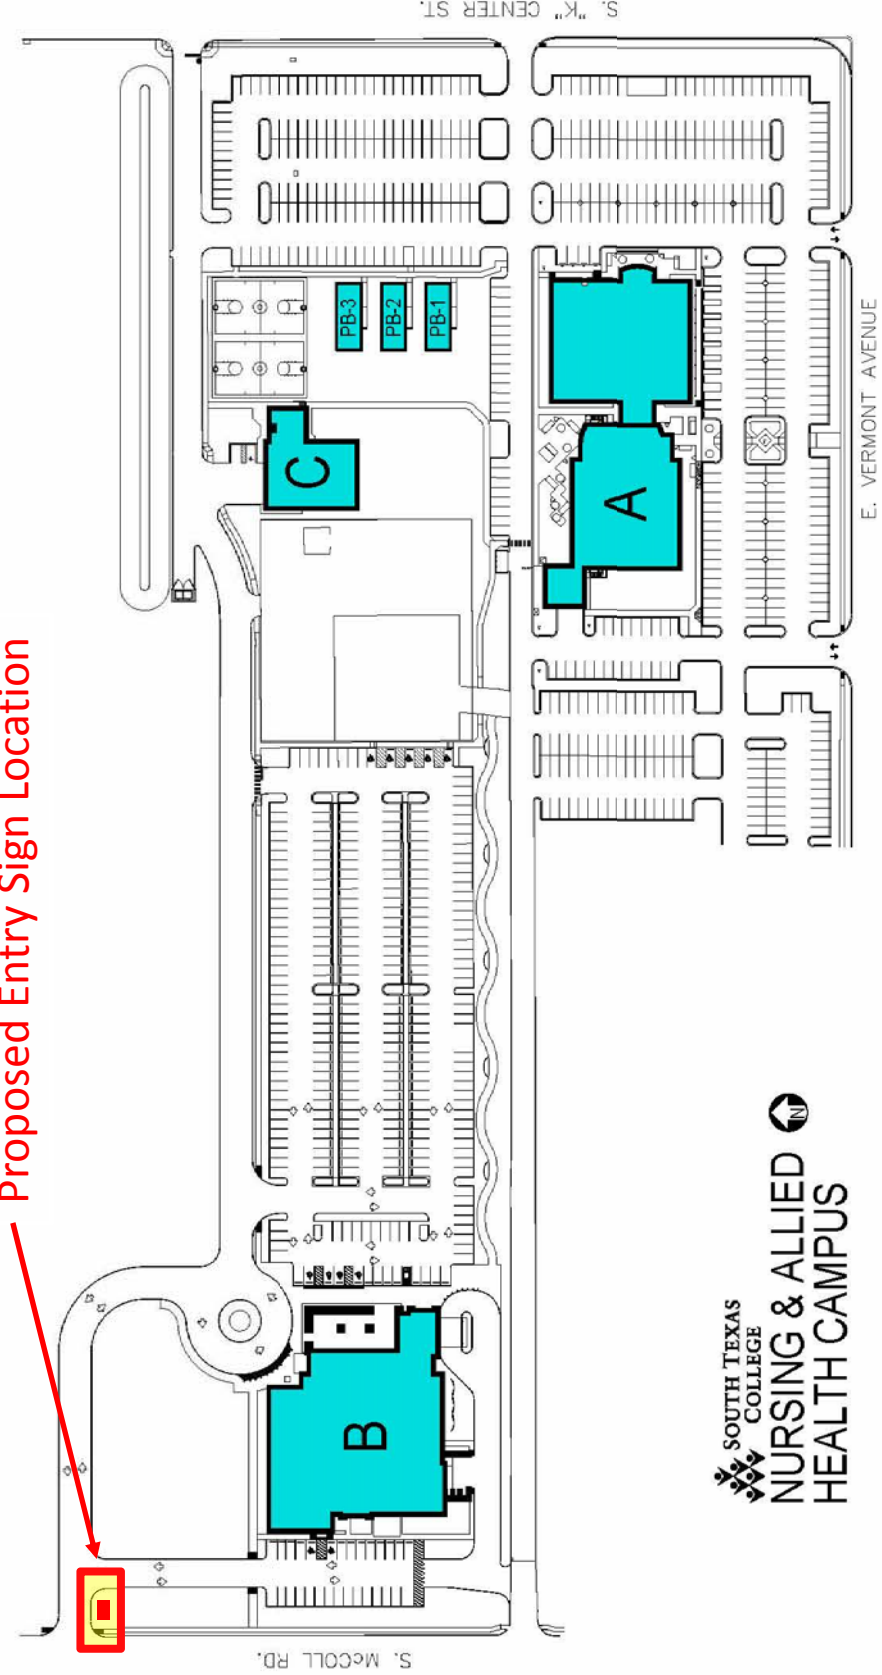 S. "K" CENTER ST.
Proposed Entry Sign Location
PB-3
PB-2
PB-1
C
A
E. VERMONT AVENUE
B
S. McCOLL RD.
SOUTH TEXAS
COLLEGE
NURSING & ALLIED
HEALTH CAMPUS
N